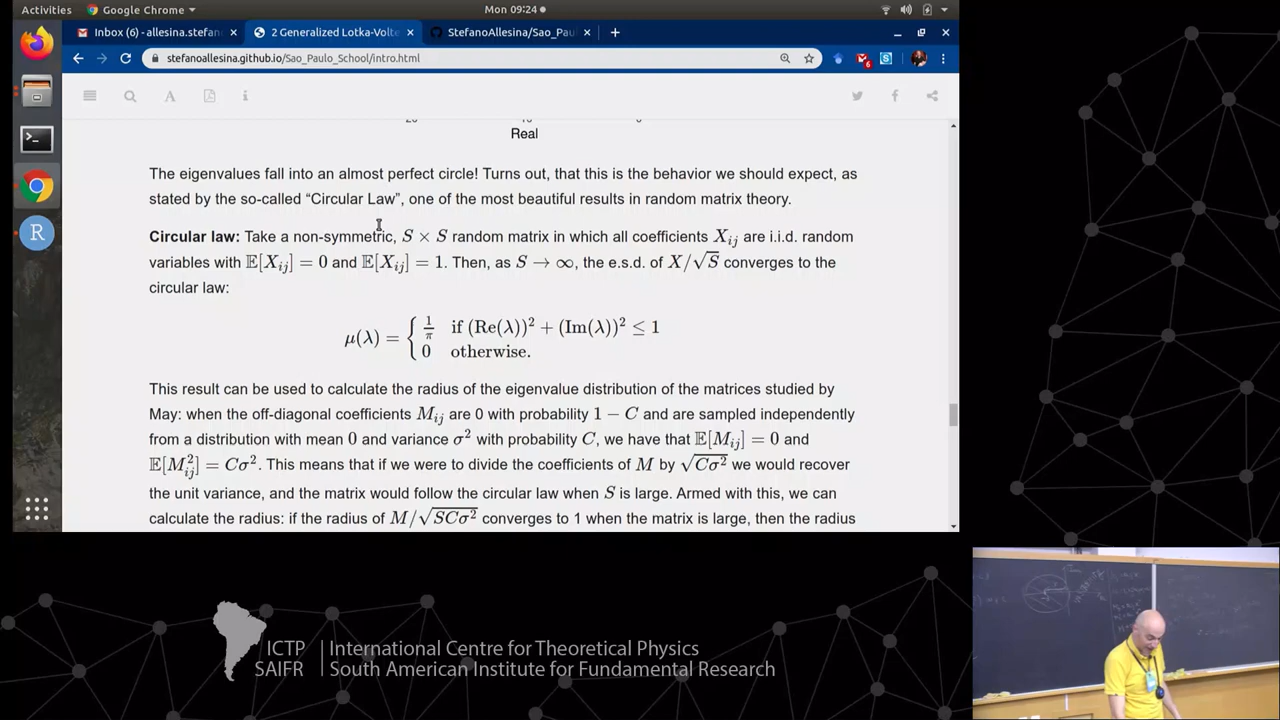 Activities
Google Chrome
Mon 09:24
Inbox (6) - allesina.stefan
2 Generalized Lotka-Volte
StefanoAllesina/Sao_Pau
stefanoallesina.github.io/Sao_Paulo_School/intro.html
Real
The eigenvalues fall into an almost perfect circle! Turns out, that this is the behavior we should expect, as
stated by the so-called “Circular Law”, one of the most beautiful results in random matrix theory.
Circular law: Take a non-symmetric, S × S random matrix in which all coefficients X_ij are i.i.d. random
variables with 𝔼[X_ij] = 0 and 𝔼[X_ij] = 1. Then, as S → ∞, the e.s.d. of X/√S converges to the
circular law:
μ(λ) = { 1/π if (Re(λ))² + (Im(λ))² ≤ 1
0 otherwise.
This result can be used to calculate the radius of the eigenvalue distribution of the matrices studied by
May: when the off-diagonal coefficients M_ij are 0 with probability 1 − C and are sampled independently
from a distribution with mean 0 and variance σ² with probability C, we have that 𝔼[M_ij] = 0 and
𝔼[M²_ij] = Cσ². This means that if we were to divide the coefficients of M by √Cσ² we would recover
the unit variance, and the matrix would follow the circular law when S is large. Armed with this, we can
calculate the radius: if the radius of M/√SCσ² converges to 1 when the matrix is large, then the radius
ICTP International Centre for Theoretical Physics
SAIFR South American Institute for Fundamental Research